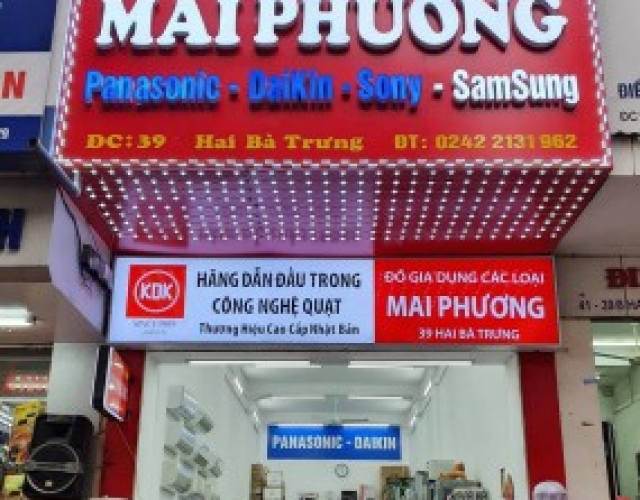 MAI PHƯƠNG
Panasonic - DaiKin - Sony - SamSung
ĐC: 39 Hai Bà Trưng ĐT: 0242 2131 962
KDK
HÃNG DẪN ĐẦU TRONG
CÔNG NGHỆ QUẠT
Thương Hiệu Cao Cấp Nhật Bản
ĐỒ GIA DỤNG CÁC LOẠI
MAI PHƯƠNG
39 HAI BÀ TRƯNG
PANASONIC - DAIKIN